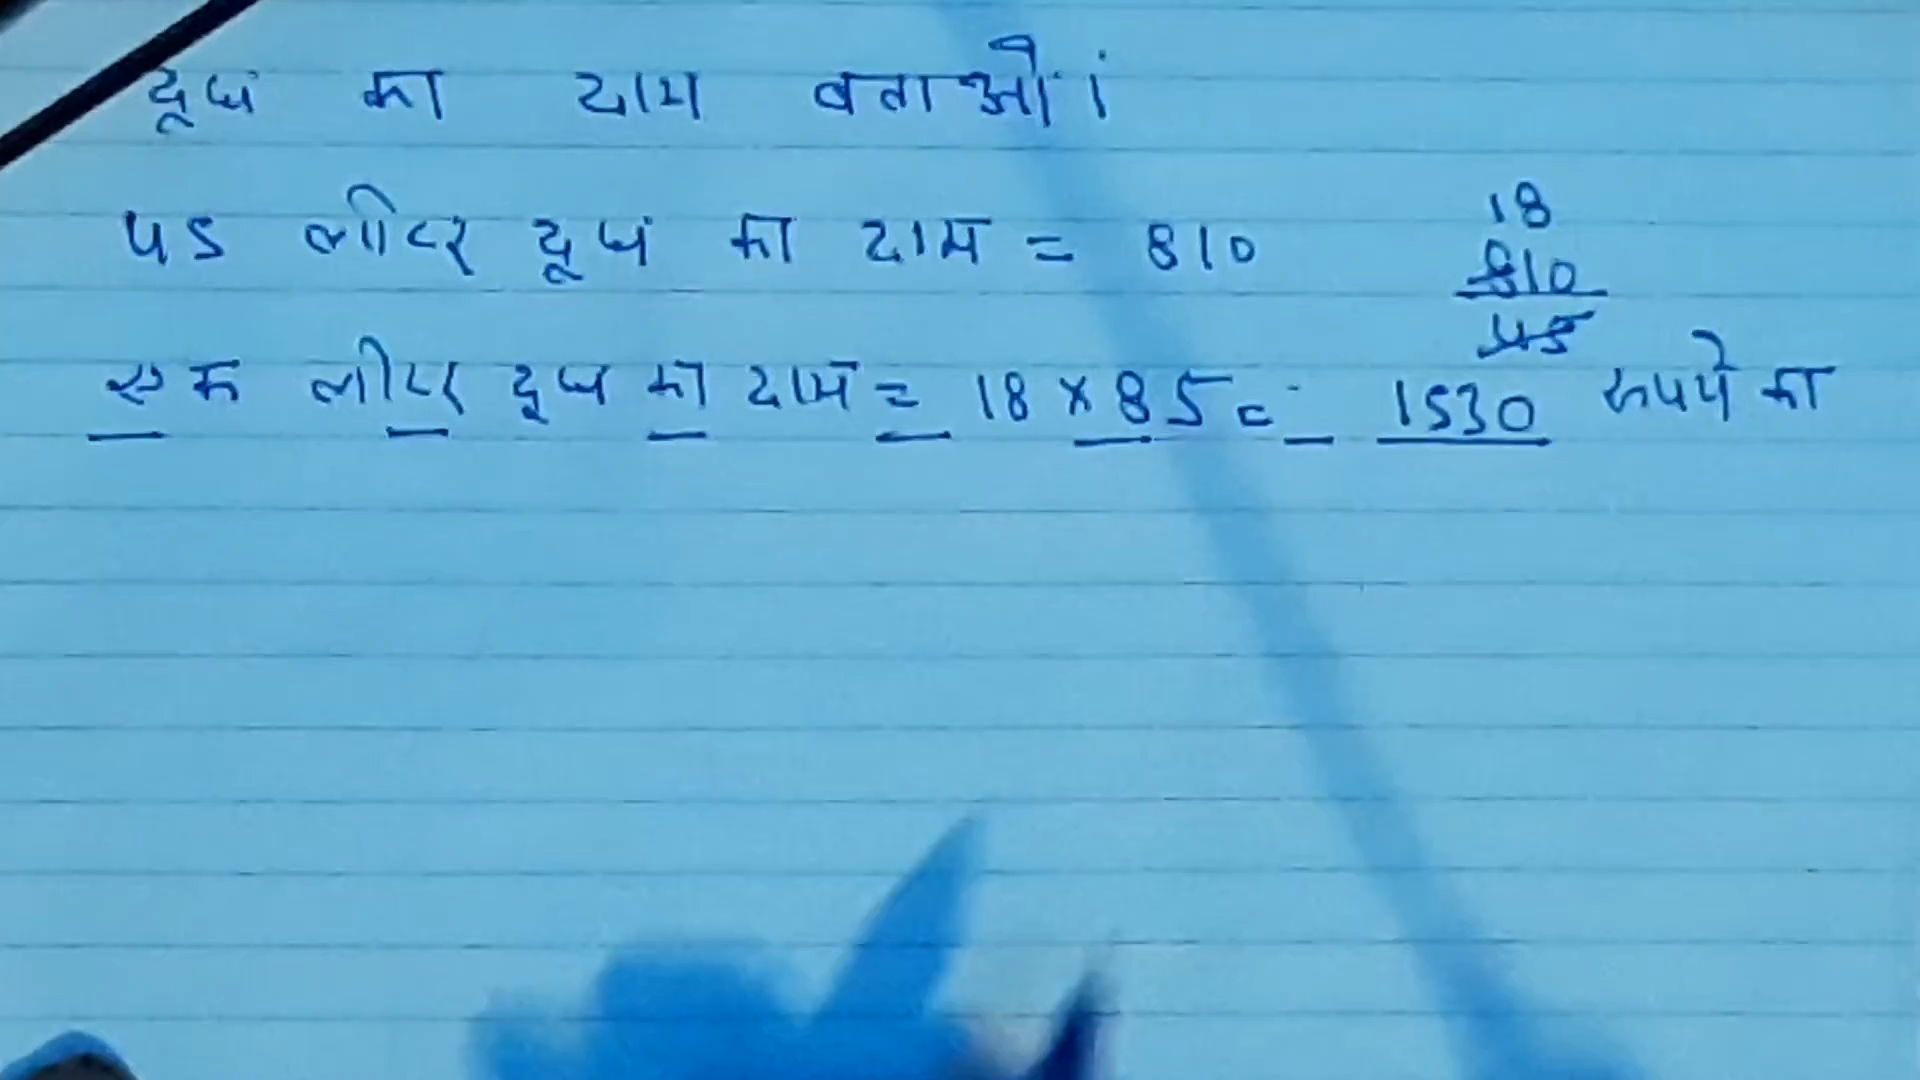 दूध का दाम बताओ।
45 लीटर दूध का दाम = 810
18
810
45
एक लीटर दूध का दाम = 18 × 85 = 1530 रुपये का